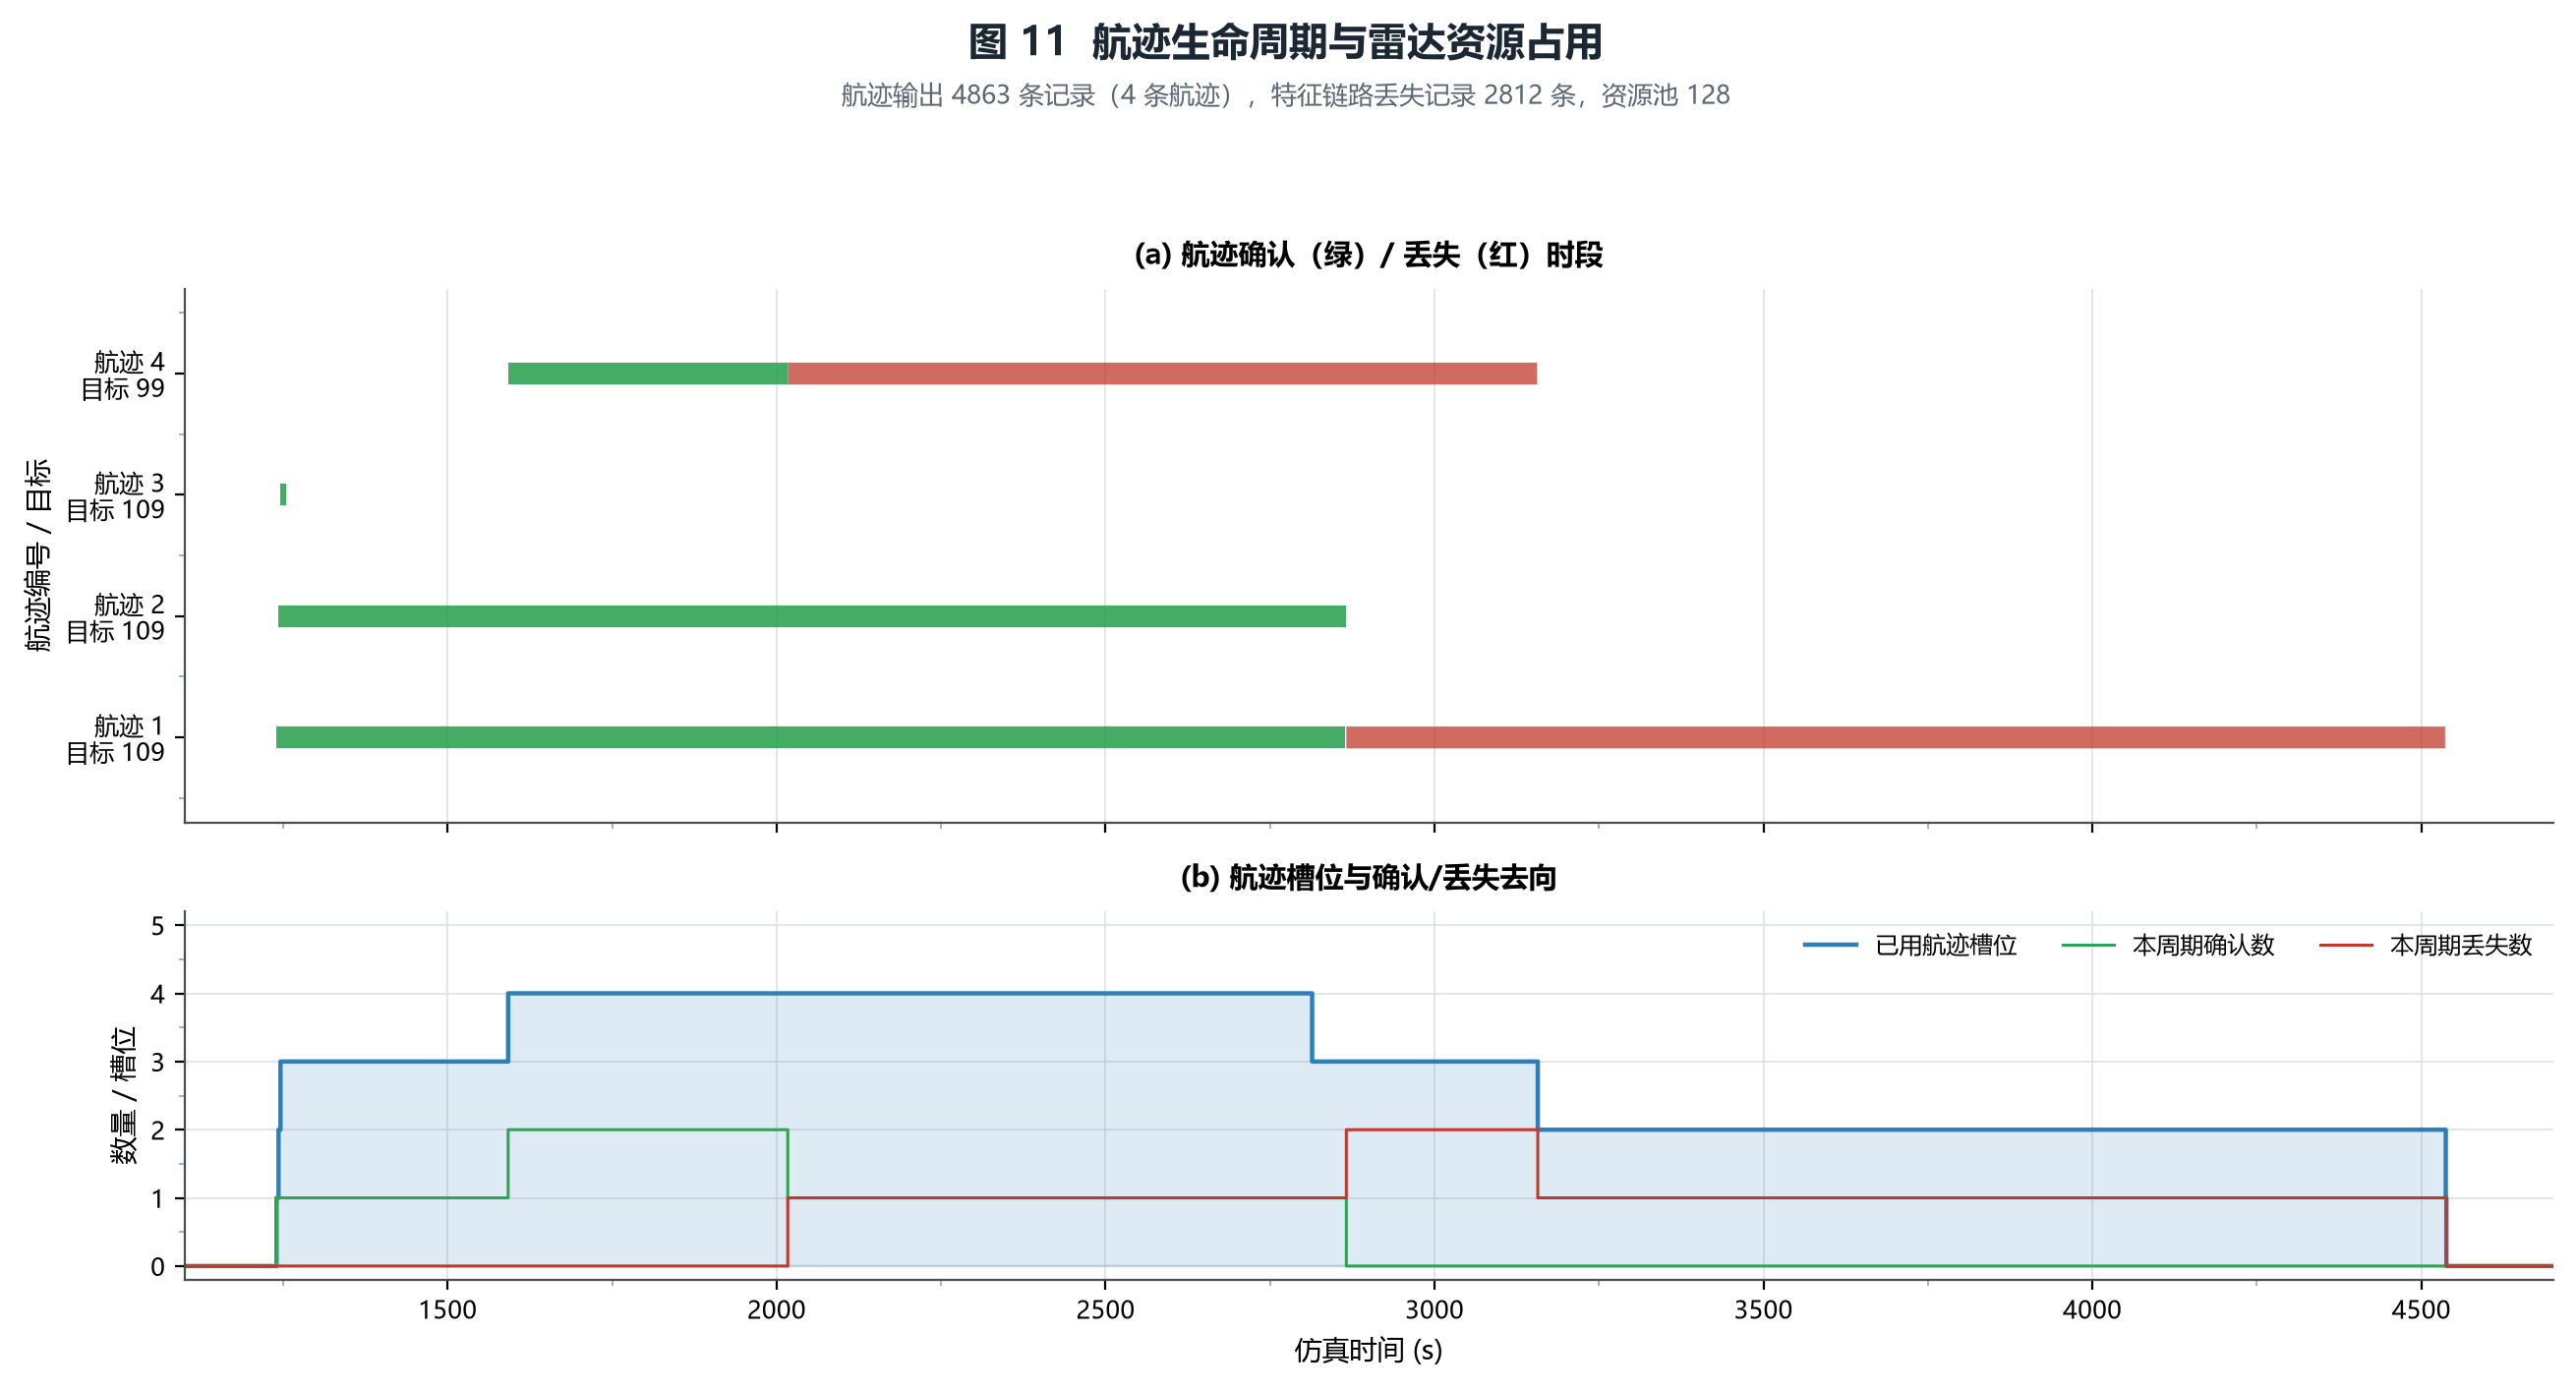 图 11  航迹生命周期与雷达资源占用
航迹输出 4863 条记录（4 条航迹），特征链路丢失记录 2812 条，资源池 128
(a) 航迹确认（绿）/ 丢失（红）时段
航迹编号 / 目标
航迹 4
目标 99
航迹 3
目标 109
航迹 2
目标 109
航迹 1
目标 109
(b) 航迹槽位与确认/丢失去向
数量 / 槽位
5
4
3
2
1
0
已用航迹槽位
本周期确认数
本周期丢失数
1500
2000
2500
3000
3500
4000
4500
仿真时间 (s)